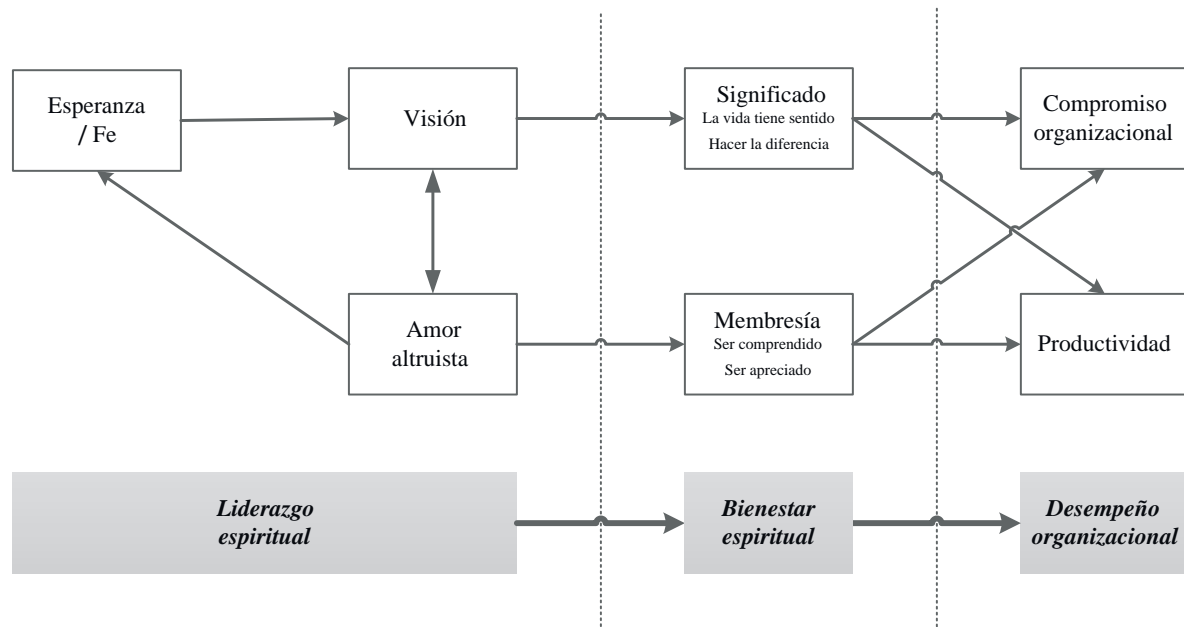 Esperanza
/ Fe
Visión
Significado
La vida tiene sentido
Hacer la diferencia
Compromiso
organizacional
Amor
altruista
Membresía
Ser comprendido
Ser apreciado
Productividad
Liderazgo
espiritual
Bienestar
espiritual
Desempeño
organizacional